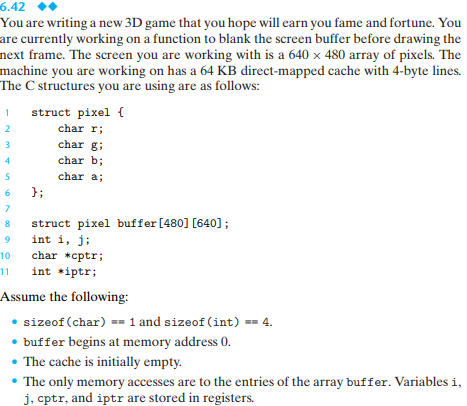 6.42 ◆◆
You are writing a new 3D game that you hope will earn you fame and fortune. You
are currently working on a function to blank the screen buffer before drawing the
next frame. The screen you are working with is a 640 × 480 array of pixels. The
machine you are working on has a 64 KB direct-mapped cache with 4-byte lines.
The C structures you are using are as follows:
1 struct pixel {
2 char r;
3 char g;
4 char b;
5 char a;
6 };
7
8 struct pixel buffer[480][640];
9 int i, j;
10 char *cptr;
11 int *iptr;
Assume the following:
• sizeof(char) == 1 and sizeof(int) == 4.
• buffer begins at memory address 0.
• The cache is initially empty.
• The only memory accesses are to the entries of the array buffer. Variables i,
j, cptr, and iptr are stored in registers.